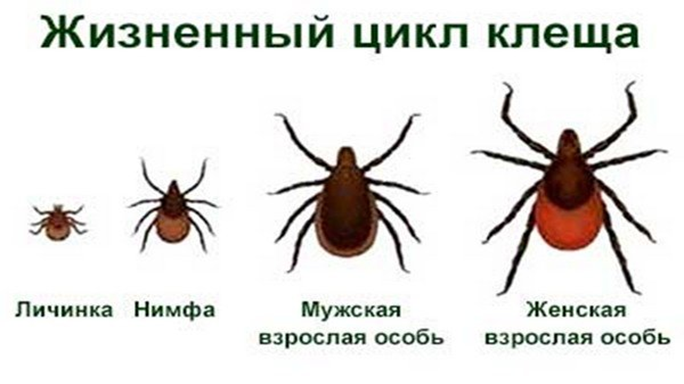 Жизненный цикл клеща
Личинка
Нимфа
Мужская
взрослая особь
Женская
взрослая особь